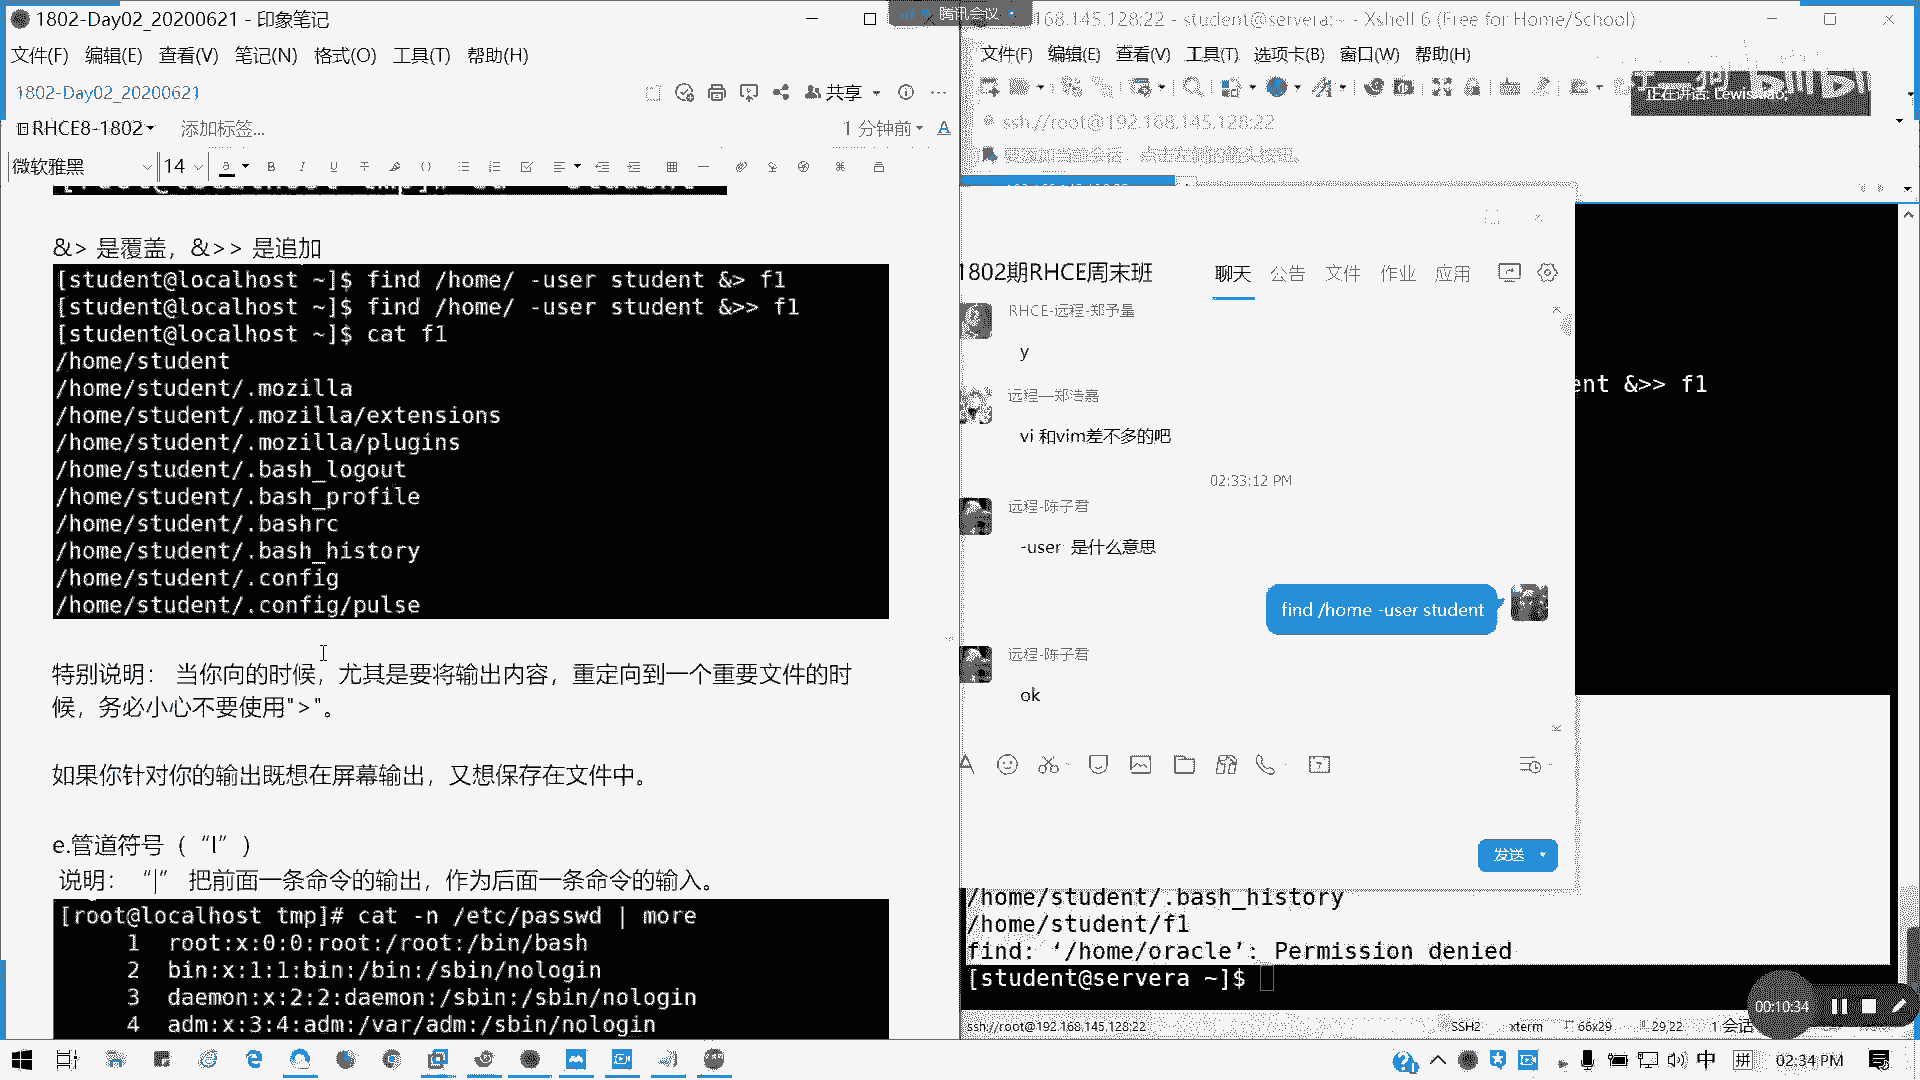 1802-Day02_20200621 - 印象笔记
文件(F) 编辑(E) 查看(V) 笔记(N) 格式(O) 工具(T) 帮助(H)
1802-Day02_20200621
共享
RHCE8-1802
添加标签...
1 分钟前
微软雅黑
14
&> 是覆盖，&>> 是追加
[student@localhost ~]$ find /home/ -user student &> f1
[student@localhost ~]$ find /home/ -user student &>> f1
[student@localhost ~]$ cat f1
/home/student
/home/student/.mozilla
/home/student/.mozilla/extensions
/home/student/.mozilla/plugins
/home/student/.bash_logout
/home/student/.bash_profile
/home/student/.bashrc
/home/student/.bash_history
/home/student/.config
/home/student/.config/pulse
特别说明： 当你向的时候，尤其是要将输出内容，重定向到一个重要文件的时
候，务必小心不要使用">"。
如果你针对你的输出既想在屏幕输出，又想保存在文件中。
e.管道符号（ “|” ）
说明： “|” 把前面一条命令的输出，作为后面一条命令的输入。
[root@localhost tmp]# cat -n /etc/passwd | more
1 root:x:0:0:root:/root:/bin/bash
2 bin:x:1:1:bin:/bin:/sbin/nologin
3 daemon:x:2:2:daemon:/sbin:/sbin/nologin
4 adm:x:3:4:adm:/var/adm:/sbin/nologin
腾讯会议
168.145.128:22 - student@servera:~ - Xshell 6 (Free for Home/School)
文件(F) 编辑(E) 查看(V) 工具(T) 选项卡(B) 窗口(W) 帮助(H)
正在讲话:
ssh://root@192.168.145.128:22
要添加当前会话，点击左侧的箭头按钮。
1802期RHCE周末班
聊天 公告 文件 作业 应用
RHCE-远程-郑予量
y
远程—郑浩嘉
vi 和vim差不多的吧
02:33:12 PM
远程-陈子君
-user 是什么意思
find /home -user student
远程-陈子君
ok
发送
ent &>> f1
/home/student/.bash_history
/home/student/f1
find: ‘/home/oracle’: Permission denied
[student@servera ~]$
00:10:34
ssh://root@192.168.145.128:22
SSH2
xterm
66x29
29,22
1 会话
中
拼
02:34 PM